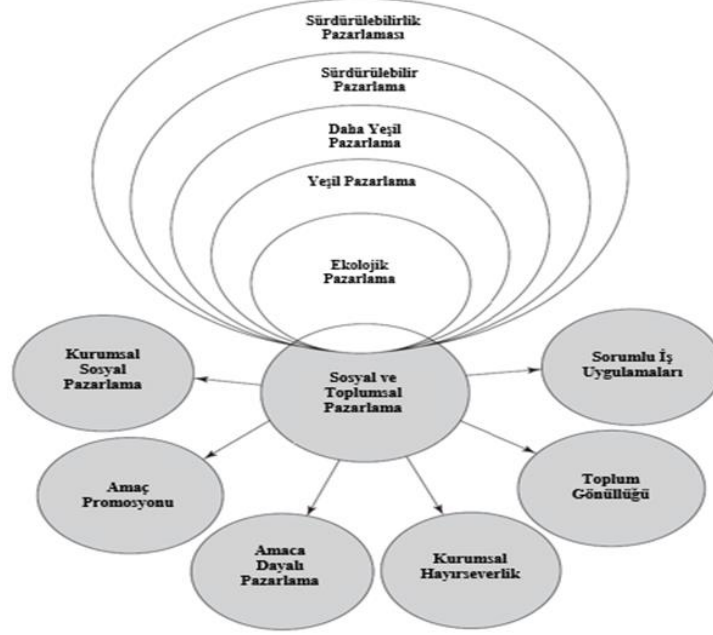 Sürdürülebilirlik
Pazarlaması
Sürdürülebilir
Pazarlama
Daha Yeşil
Pazarlama
Yeşil Pazarlama
Ekolojik
Pazarlama
Kurumsal
Sosyal
Pazarlama
Sosyal ve
Toplumsal
Pazarlama
Sorumlu İş
Uygulamaları
Amaç
Promosyonu
Toplum
Gönüllüğü
Amaca
Dayalı
Pazarlama
Kurumsal
Hayırseverlik